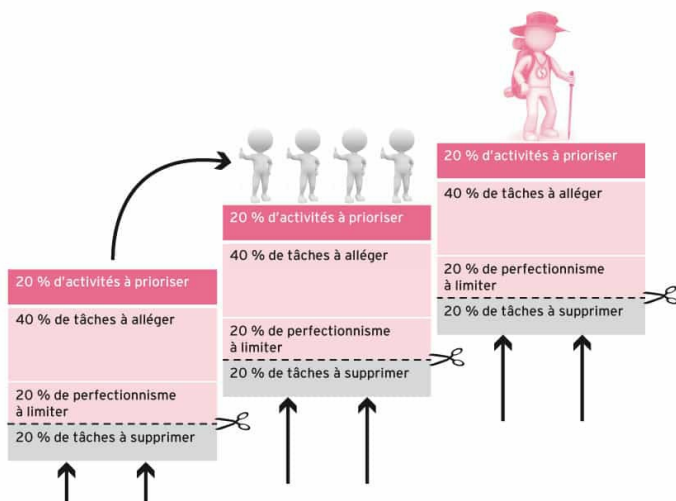 20 % d'activités à prioriser
40 % de tâches à alléger
20 % de perfectionnisme
à limiter
20 % de tâches à supprimer
20 % d'activités à prioriser
40 % de tâches à alléger
20 % de perfectionnisme
à limiter
20 % de tâches à supprimer
20 % d'activités à prioriser
40 % de tâches à alléger
20 % de perfectionnisme
à limiter
20 % de tâches à supprimer